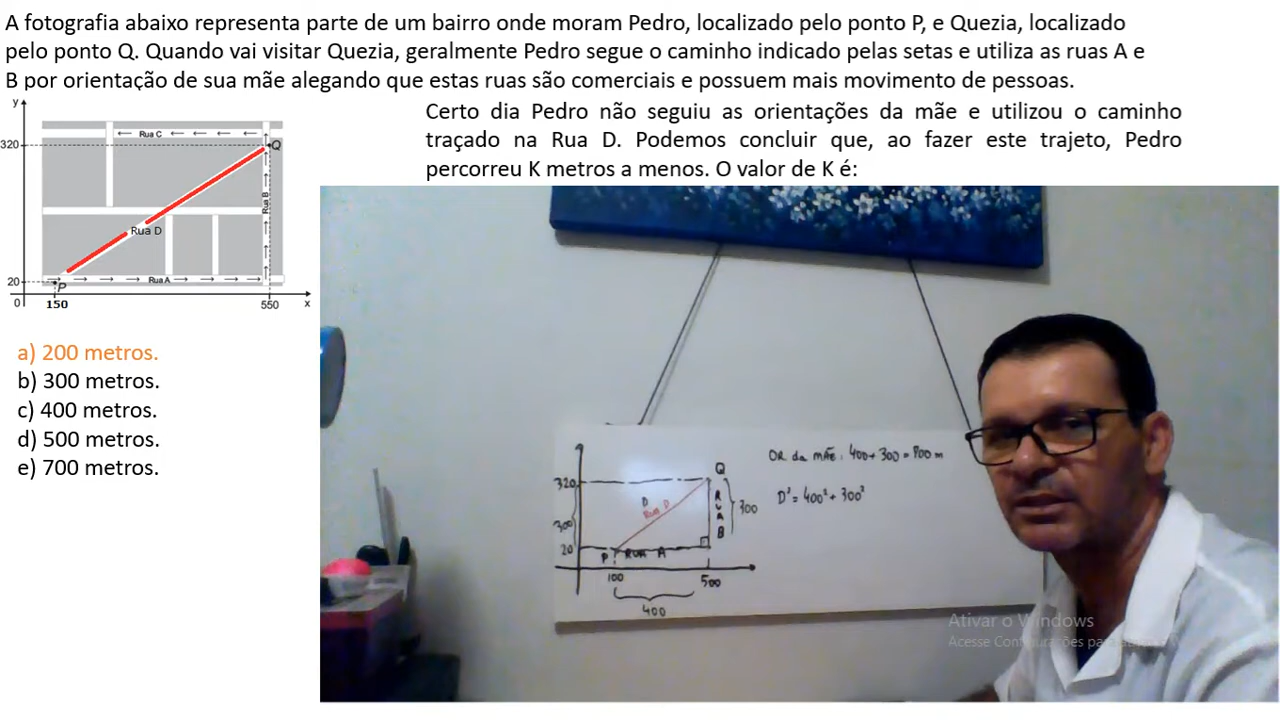 A fotografia abaixo representa parte de um bairro onde moram Pedro, localizado pelo ponto P, e Quezia, localizado
pelo ponto Q. Quando vai visitar Quezia, geralmente Pedro segue o caminho indicado pelas setas e utiliza as ruas A e
B por orientação de sua mãe alegando que estas ruas são comerciais e possuem mais movimento de pessoas.
Certo dia Pedro não seguiu as orientações da mãe e utilizou o caminho
traçado na Rua D. Podemos concluir que, ao fazer este trajeto, Pedro
percorreu K metros a menos. O valor de K é:
y
Rua C
320
Q
Rua B
Rua D
20
P
Rua A
0
150
550
x
a) 200 metros.
b) 300 metros.
c) 400 metros.
d) 500 metros.
e) 700 metros.
OR da MÃE: 400+300=700m
D²= 400²+ 300²
320
Q
D
Rua D
RUA B
300
300
20
P
RUA A
100
500
400
Ativar o Windows